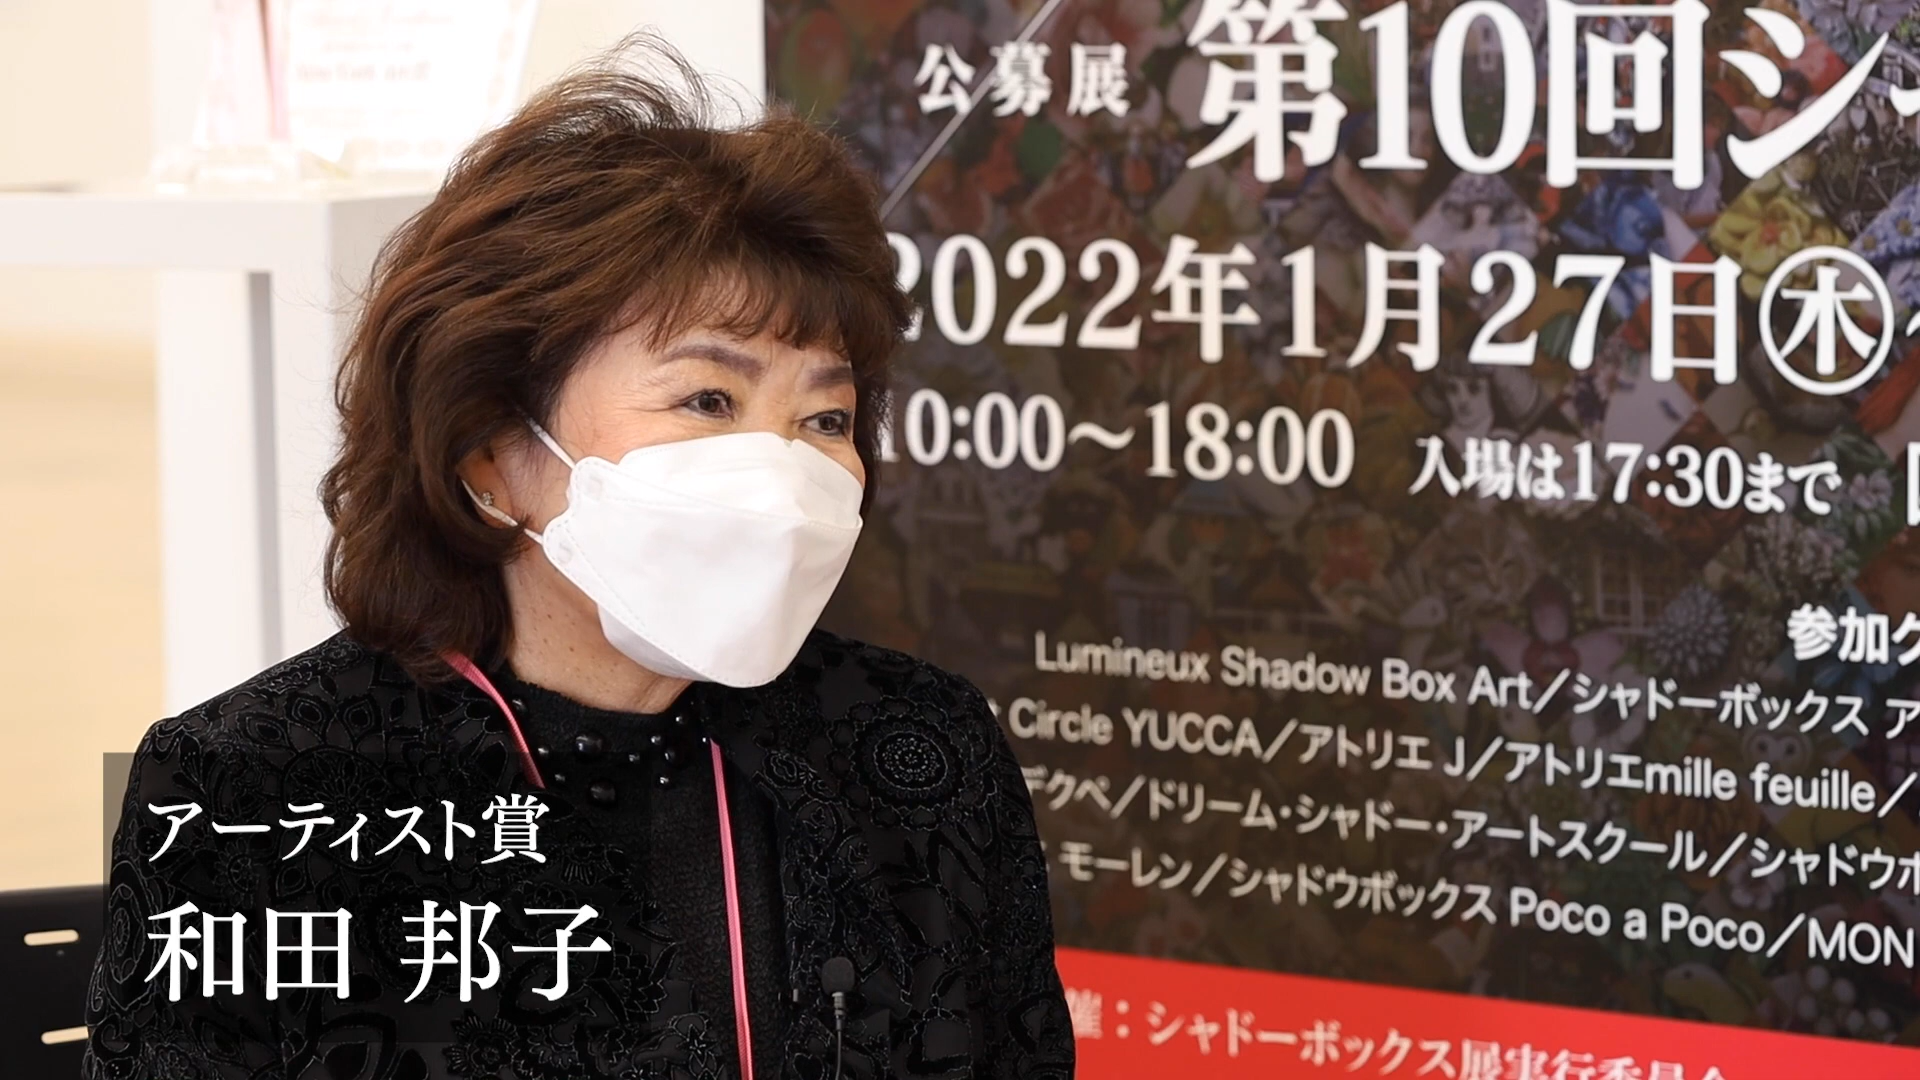 公募展
第10回シ
2022年1月27日㊍
10:00〜18:00 入場は17:30まで
参加
Lumineux Shadow Box Art／シャドーボックス ア
Circle YUCCA／アトリエ J／アトリエmille feuille／
デクペ／ドリーム・シャドー・アートスクール／シャドウボ
モーレン／シャドウボックス Poco a Poco／MON
催：シャドーボックス展実行委員会
アーティスト賞
和田 邦子